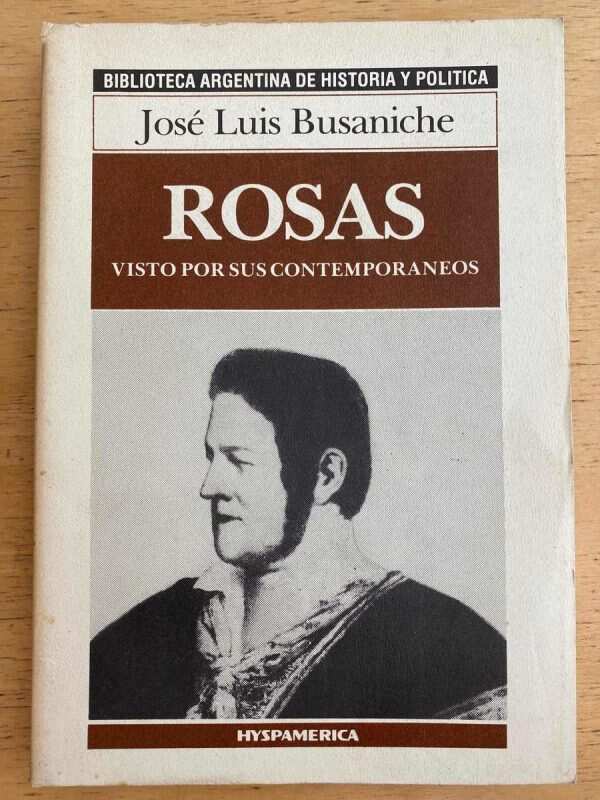 BIBLIOTECA ARGENTINA DE HISTORIA Y POLITICA
José Luis Busaniche
ROSAS
VISTO POR SUS CONTEMPORANEOS
HYSPAMERICA